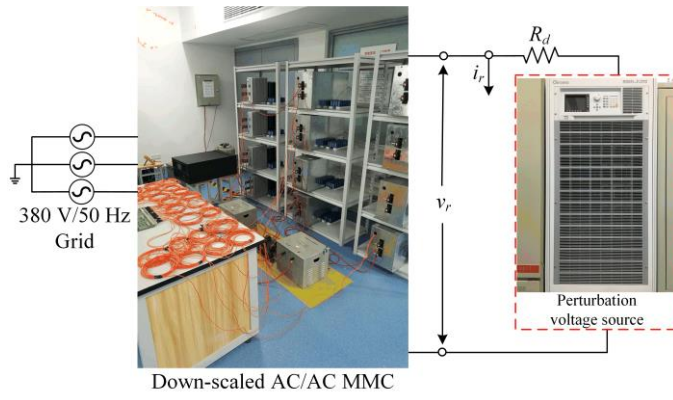 R_d
i_r
v_r
380 V/50 Hz
Grid
Perturbation
voltage source
Down-scaled AC/AC MMC